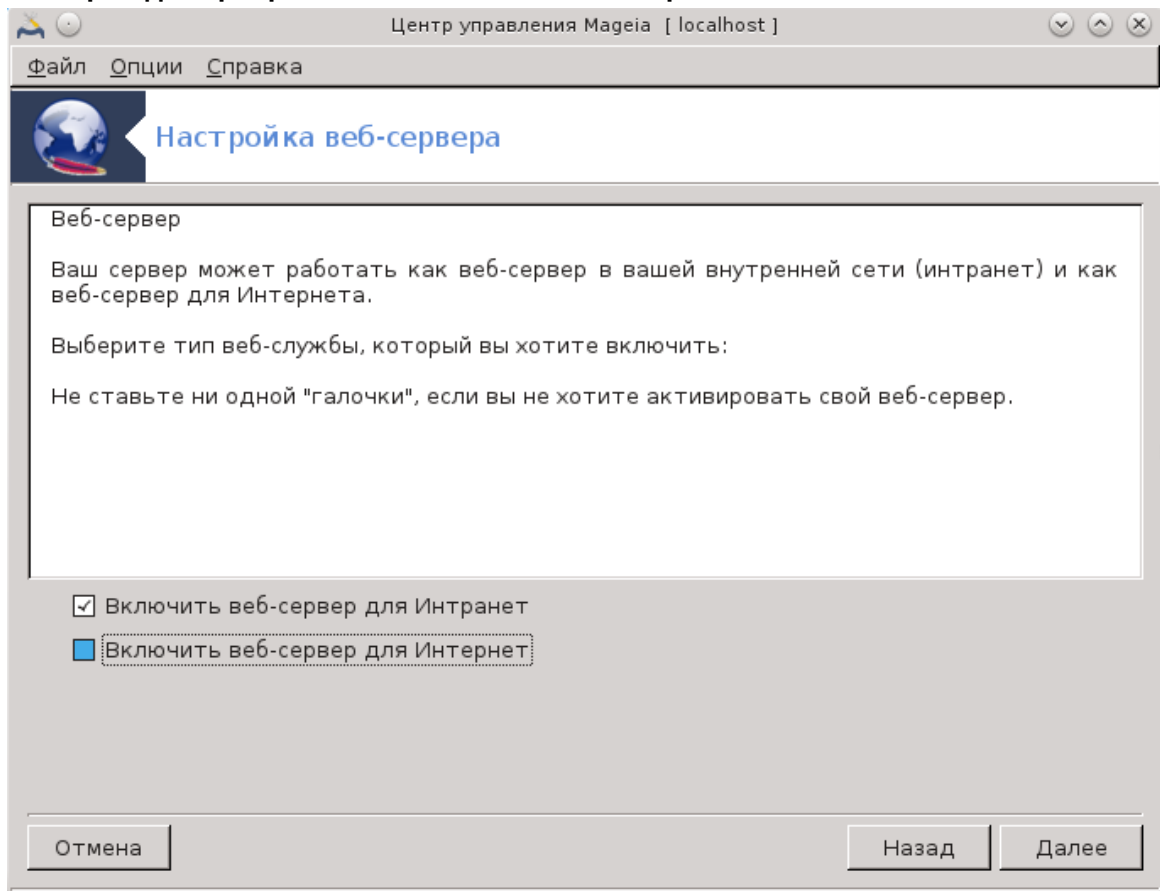 Центр управления Mageia [ localhost ]
Файл Опции Справка
Настройка веб-сервера
Веб-сервер
Ваш сервер может работать как веб-сервер в вашей внутренней сети (интранет) и как
веб-сервер для Интернета.
Выберите тип веб-службы, который вы хотите включить:
Не ставьте ни одной "галочки", если вы не хотите активировать свой веб-сервер.
Включить веб-сервер для Интранет
Включить веб-сервер для Интернет
Отмена
Назад
Далее